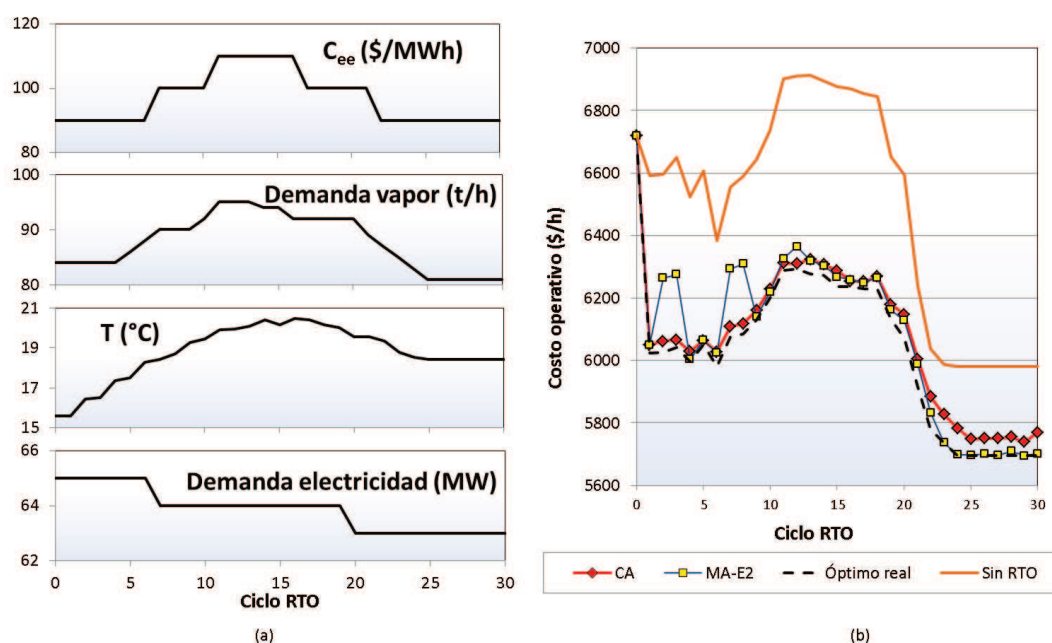 120
100
80
C_ee ($/MWh)
100
90
80
Demanda vapor (t/h)
21
19
17
15
T (°C)
66
64
62
Demanda electricidad (MW)
0 5 10 15 20 25 30
Ciclo RTO
(a)
7000
6800
6600
6400
6200
6000
5800
5600
Costo operativo ($/h)
0 5 10 15 20 25 30
Ciclo RTO
CA MA-E2 Óptimo real Sin RTO
(b)